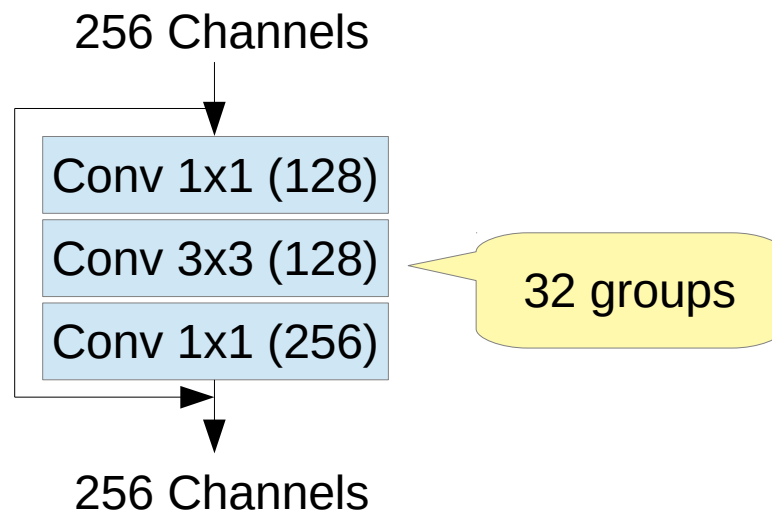 256 Channels
Conv 1x1 (128)
Conv 3x3 (128)
32 groups
Conv 1x1 (256)
256 Channels